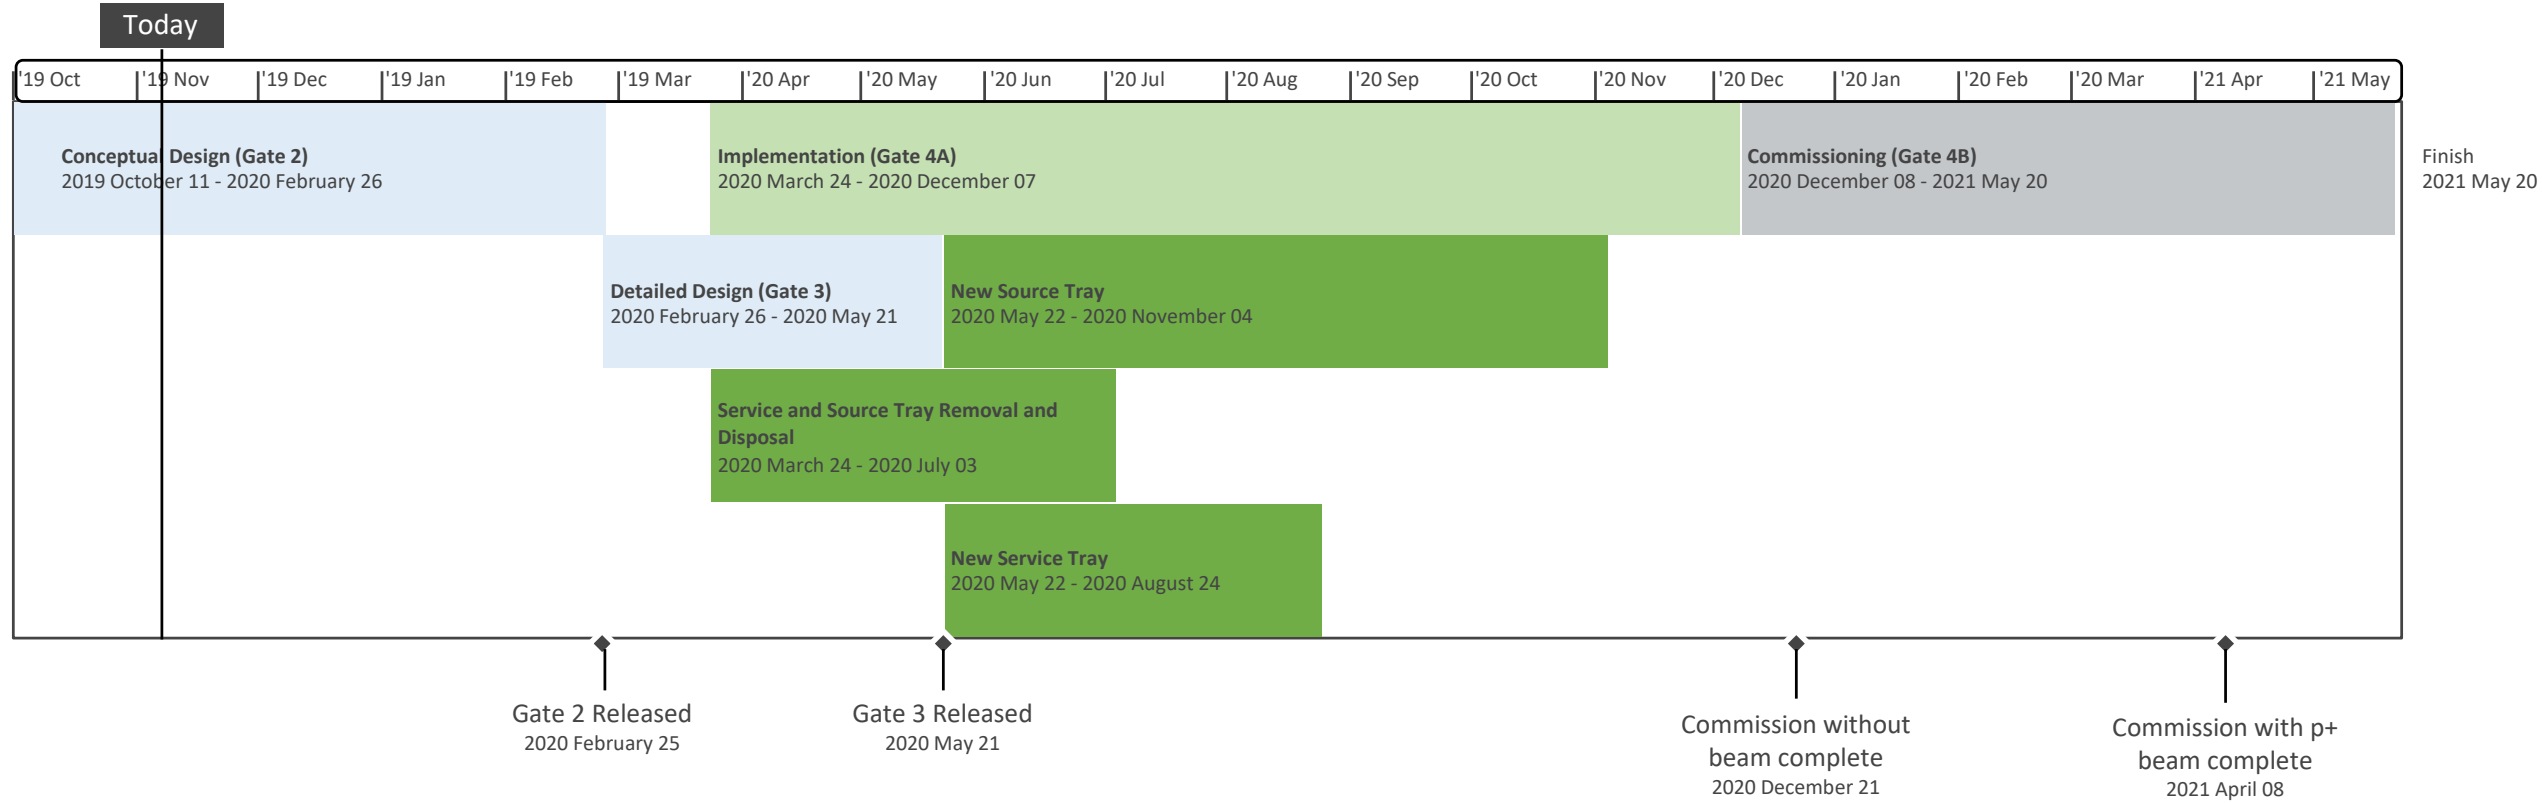 Today
'19 Oct
'19 Nov
'19 Dec
'19 Jan
'19 Feb
'19 Mar
'20 Apr
'20 May
'20 Jun
'20 Jul
'20 Aug
'20 Sep
'20 Oct
'20 Nov
'20 Dec
'20 Jan
'20 Feb
'20 Mar
'21 Apr
'21 May
Conceptual Design (Gate 2)
2019 October 11 - 2020 February 26
Implementation (Gate 4A)
2020 March 24 - 2020 December 07
Commissioning (Gate 4B)
2020 December 08 - 2021 May 20
Finish
2021 May 20
Detailed Design (Gate 3)
2020 February 26 - 2020 May 21
New Source Tray
2020 May 22 - 2020 November 04
Service and Source Tray Removal and
Disposal
2020 March 24 - 2020 July 03
New Service Tray
2020 May 22 - 2020 August 24
Gate 2 Released
2020 February 25
Gate 3 Released
2020 May 21
Commission without
beam complete
2020 December 21
Commission with p+
beam complete
2021 April 08